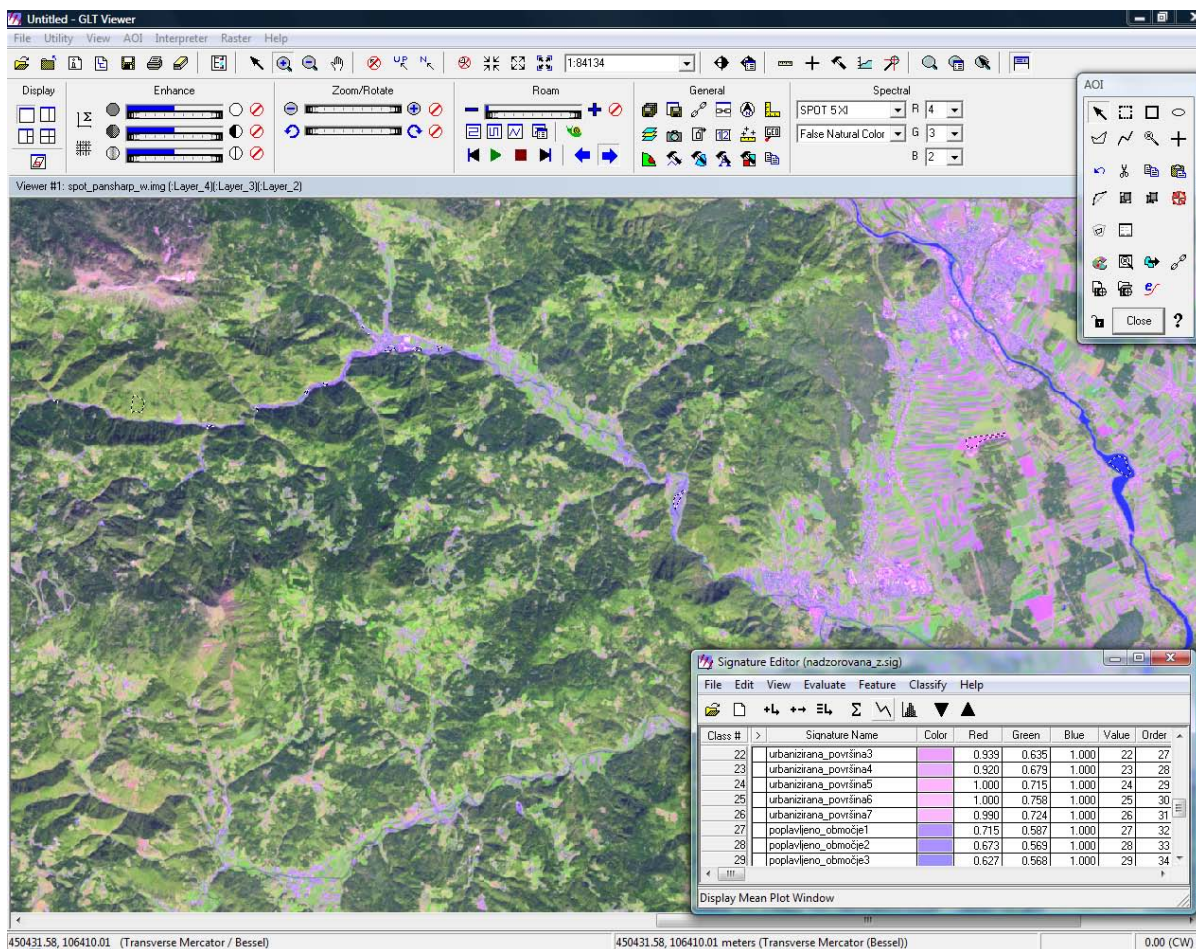 Untitled - GLT Viewer
File Utility View AOI Interpreter Raster Help
1:84134
Display Enhance Zoom/Rotate Roam General Spectral
SPOT 5 XI R 4
False Natural Color G 3
B 2
Viewer #1: spot_pansharp_w.img (:Layer_4)(:Layer_3)(:Layer_2)
AOI
Close
Signature Editor (nadzorovana_z.sig)
File Edit View Evaluate Feature Classify Help
Class # > Signature Name Color Red Green Blue Value Order
22 urbanizirana_površina3 0.939 0.635 1.000 22 27
23 urbanizirana_površina4 0.920 0.679 1.000 23 28
24 urbanizirana_površina5 1.000 0.715 1.000 24 29
25 urbanizirana_površina6 1.000 0.758 1.000 25 30
26 urbanizirana_površina7 0.990 0.724 1.000 26 31
27 poplavljeno_območje1 0.715 0.587 1.000 27 32
28 poplavljeno_območje2 0.673 0.569 1.000 28 33
29 poplavljeno_območje3 0.627 0.568 1.000 29 34
Display Mean Plot Window
450431.58, 106410.01 (Transverse Mercator / Bessel) 450431.58, 106410.01 meters (Transverse Mercator (Bessel)) 0.00 (CW)